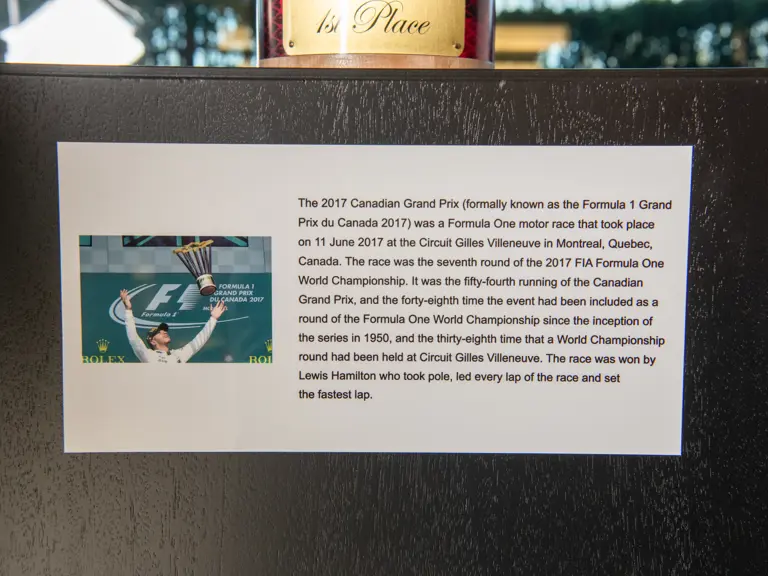 1st Place
The 2017 Canadian Grand Prix (formally known as the Formula 1 Grand
Prix du Canada 2017) was a Formula One motor race that took place
on 11 June 2017 at the Circuit Gilles Villeneuve in Montreal, Quebec,
Canada. The race was the seventh round of the 2017 FIA Formula One
World Championship. It was the fifty-fourth running of the Canadian
Grand Prix, and the forty-eighth time the event had been included as a
round of the Formula One World Championship since the inception of
the series in 1950, and the thirty-eighth time that a World Championship
round had been held at Circuit Gilles Villeneuve. The race was won by
Lewis Hamilton who took pole, led every lap of the race and set
the fastest lap.
F1
Formula 1
FORMULA 1
GRAND PRIX
DU CANADA 2017
ROLEX
ROL